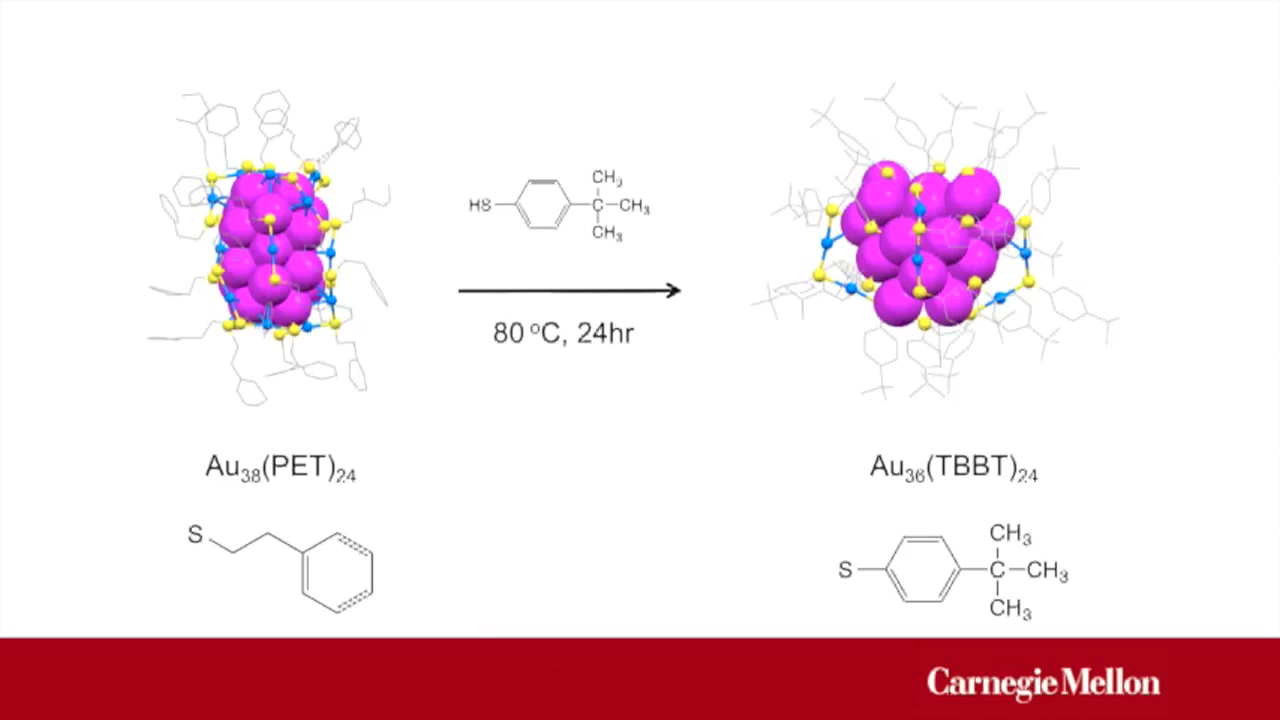 CH₃
HS
C
CH₃
CH₃
80 °C, 24hr
Au₃₈(PET)₂₄
Au₃₆(TBBT)₂₄
S
CH₃
S
C
CH₃
CH₃
Carnegie Mellon